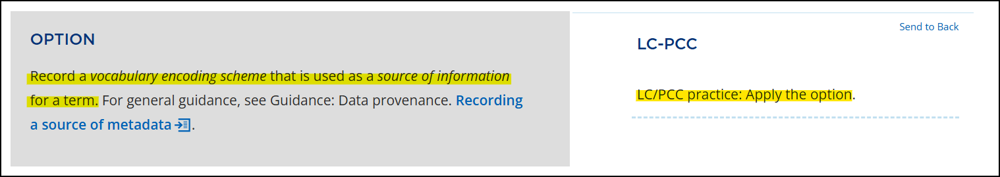 OPTION
Record a vocabulary encoding scheme that is used as a source of information
for a term. For general guidance, see Guidance: Data provenance. Recording
a source of metadata.
Send to Back
LC-PCC
LC/PCC practice: Apply the option.